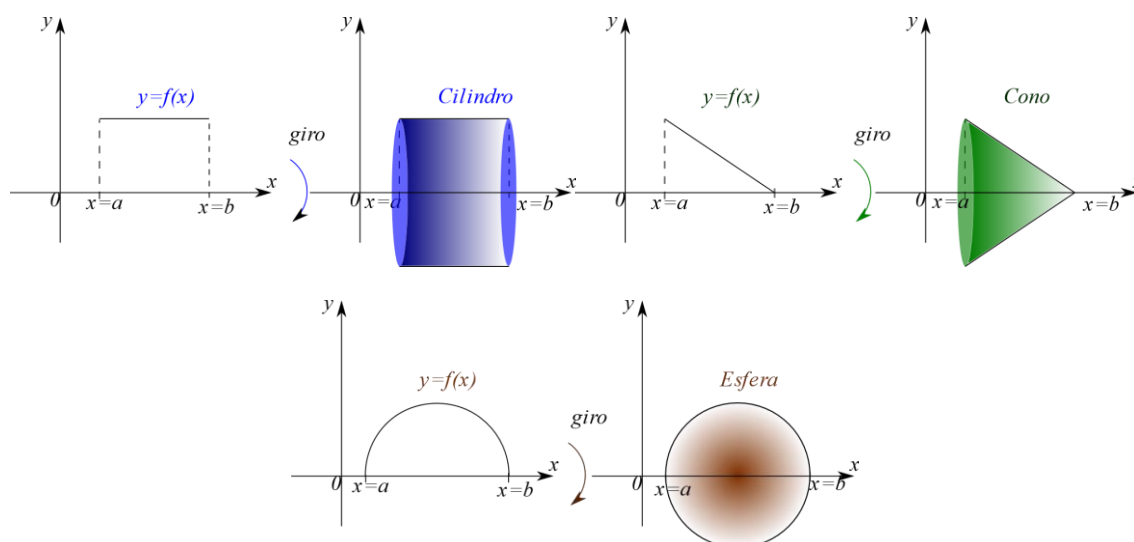 y
y=f(x)
0
x=a
x=b
x
giro
y
Cilindro
0
x=a
x=b
x
y
y=f(x)
0
x=a
x=b
x
giro
y
Cono
0
x=a
x=b
y
y=f(x)
0
x=a
x=b
x
giro
y
Esfera
0
x=a
x=b
x